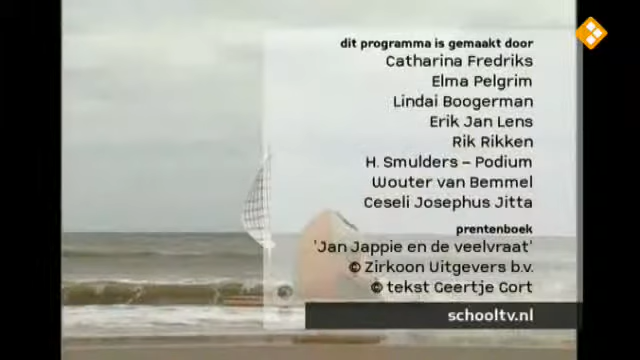 dit programma is gemaakt door
Catharina Fredriks
Elma Pelgrim
Lindai Boogerman
Erik Jan Lens
Rik Rikken
H. Smulders – Podium
Wouter van Bemmel
Ceseli Josephus Jitta
prentenboek
'Jan Jappie en de veelvraat'
© Zirkoon Uitgevers b.v.
© tekst Geertje Gort
schooltv.nl